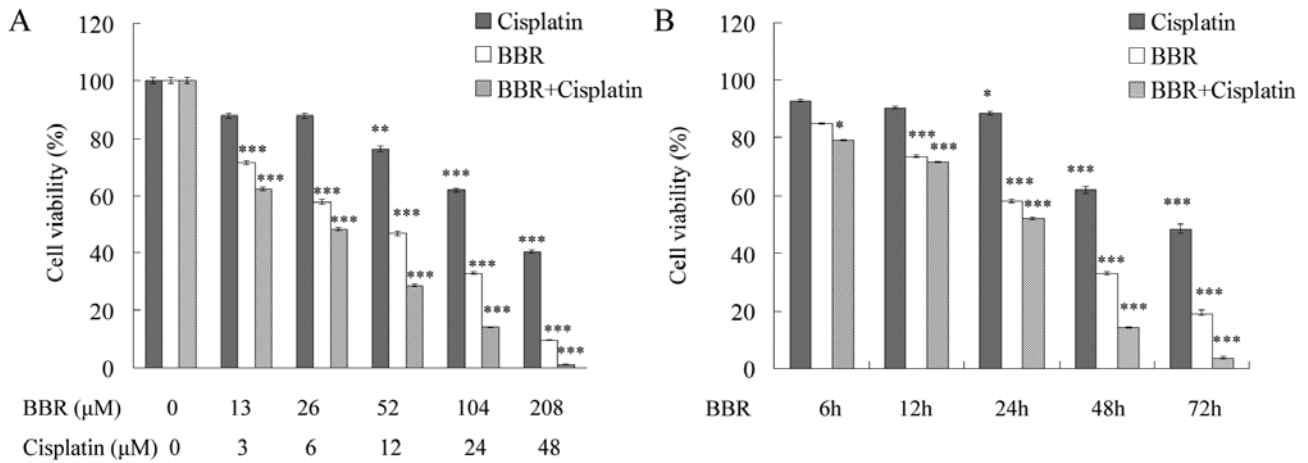 A
120
100
80
60
40
20
0
Cell viability (%)
Cisplatin
BBR
BBR+Cisplatin
*** ***
*** ***
** *** ***
*** *** ***
*** *** ***
BBR (μM) 0 13 26 52 104 208
Cisplatin (μM) 0 3 6 12 24 48
B
120
100
80
60
40
20
0
Cell viability (%)
Cisplatin
BBR
BBR+Cisplatin
*
*** ***
* *** ***
*** *** ***
*** *** ***
BBR 6h 12h 24h 48h 72h